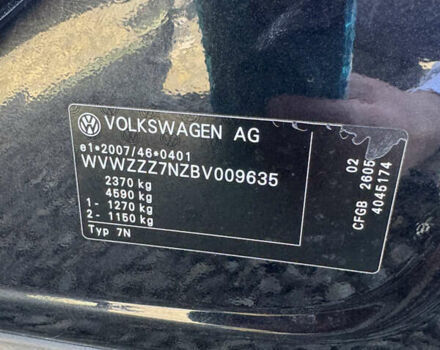 VOLKSWAGEN AG
e1*2007/46*0401
WVWZZZ7NZBV009635
2370 kg
4590 kg
1- 1270 kg
2- 1150 kg
Typ 7N
02
CFGB 2605
4045174